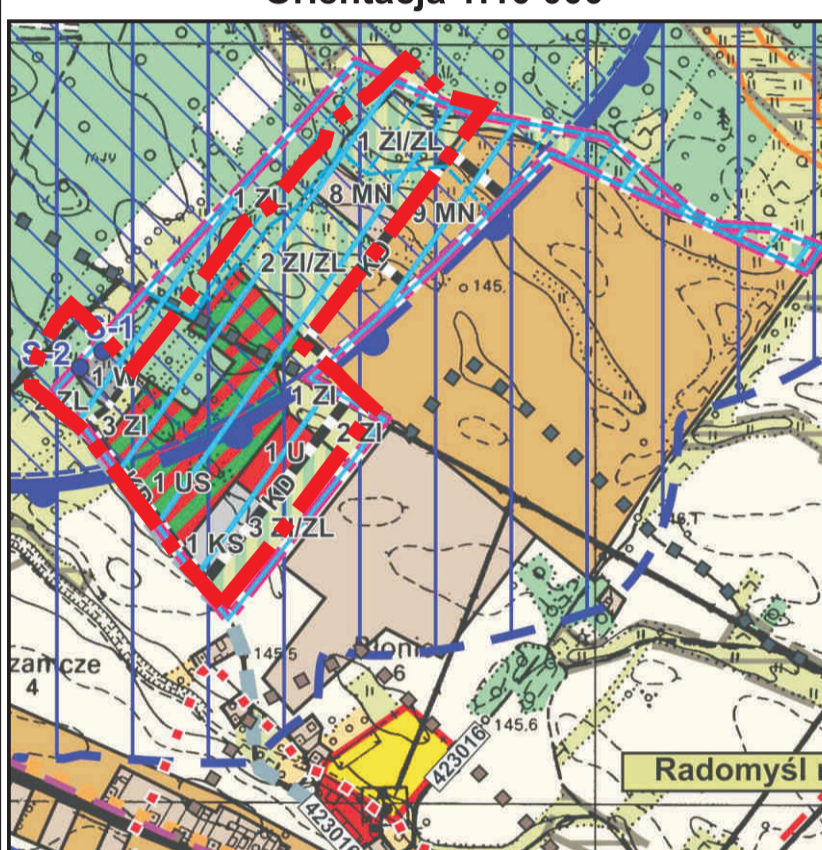 1 ZI/ZL
1 ZL
8 MN
9 MN
2 ZI/ZL
145.
S-1
S-2
1 W
2 ZL
3 ZI
1 ZI
2 ZI
1 U
1 US
KD
3 ZI/ZL
1 KS
145.5
6
zamcze
4
145.6
423016
423016
Radomyśl